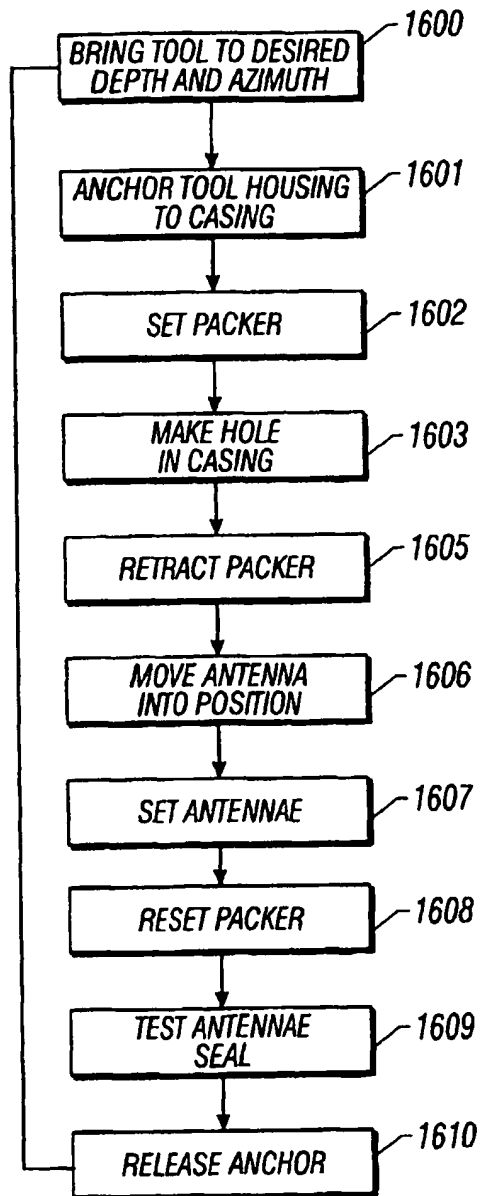 1600
BRING TOOL TO DESIRED
DEPTH AND AZIMUTH
1601
ANCHOR TOOL HOUSING
TO CASING
1602
SET PACKER
1603
MAKE HOLE
IN CASING
1605
RETRACT PACKER
1606
MOVE ANTENNA
INTO POSITION
1607
SET ANTENNAE
1608
RESET PACKER
1609
TEST ANTENNAE
SEAL
1610
RELEASE ANCHOR